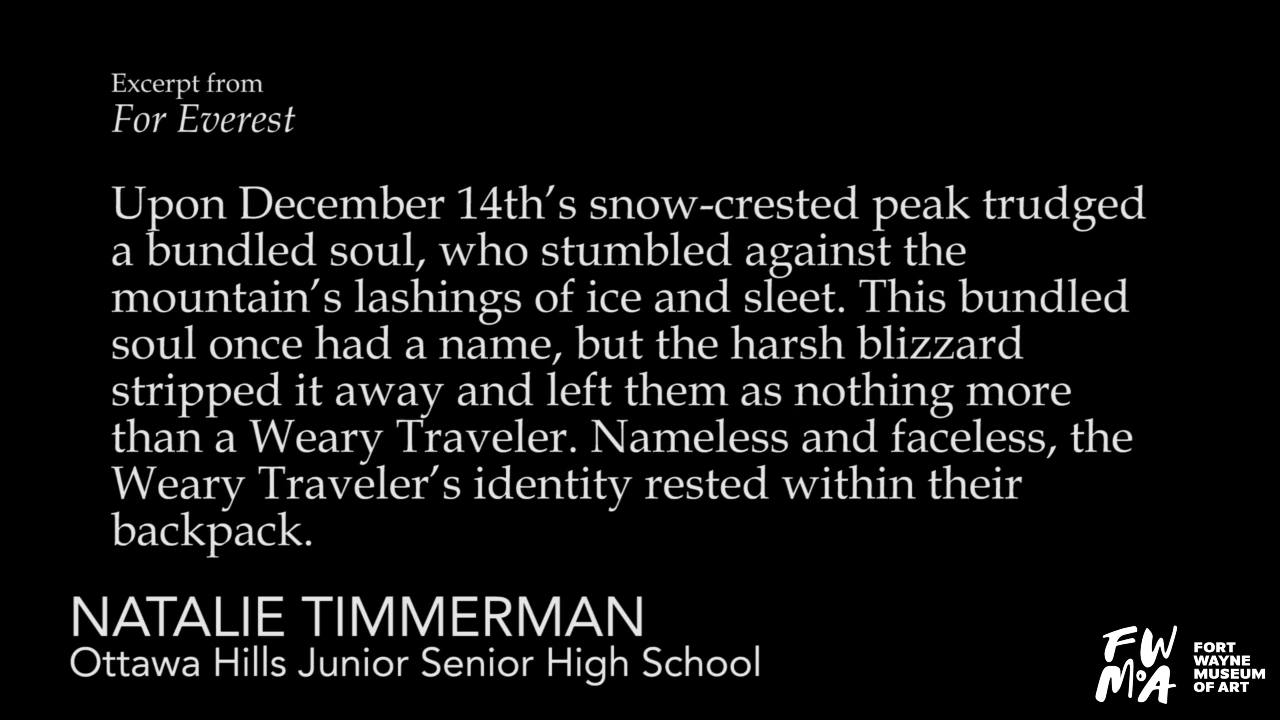 Excerpt from
For Everest
Upon December 14th’s snow-crested peak trudged
a bundled soul, who stumbled against the
mountain’s lashings of ice and sleet. This bundled
soul once had a name, but the harsh blizzard
stripped it away and left them as nothing more
than a Weary Traveler. Nameless and faceless, the
Weary Traveler’s identity rested within their
backpack.
NATALIE TIMMERMAN
Ottawa Hills Junior Senior High School
FW
MoA
FORT
WAYNE
MUSEUM
OF ART